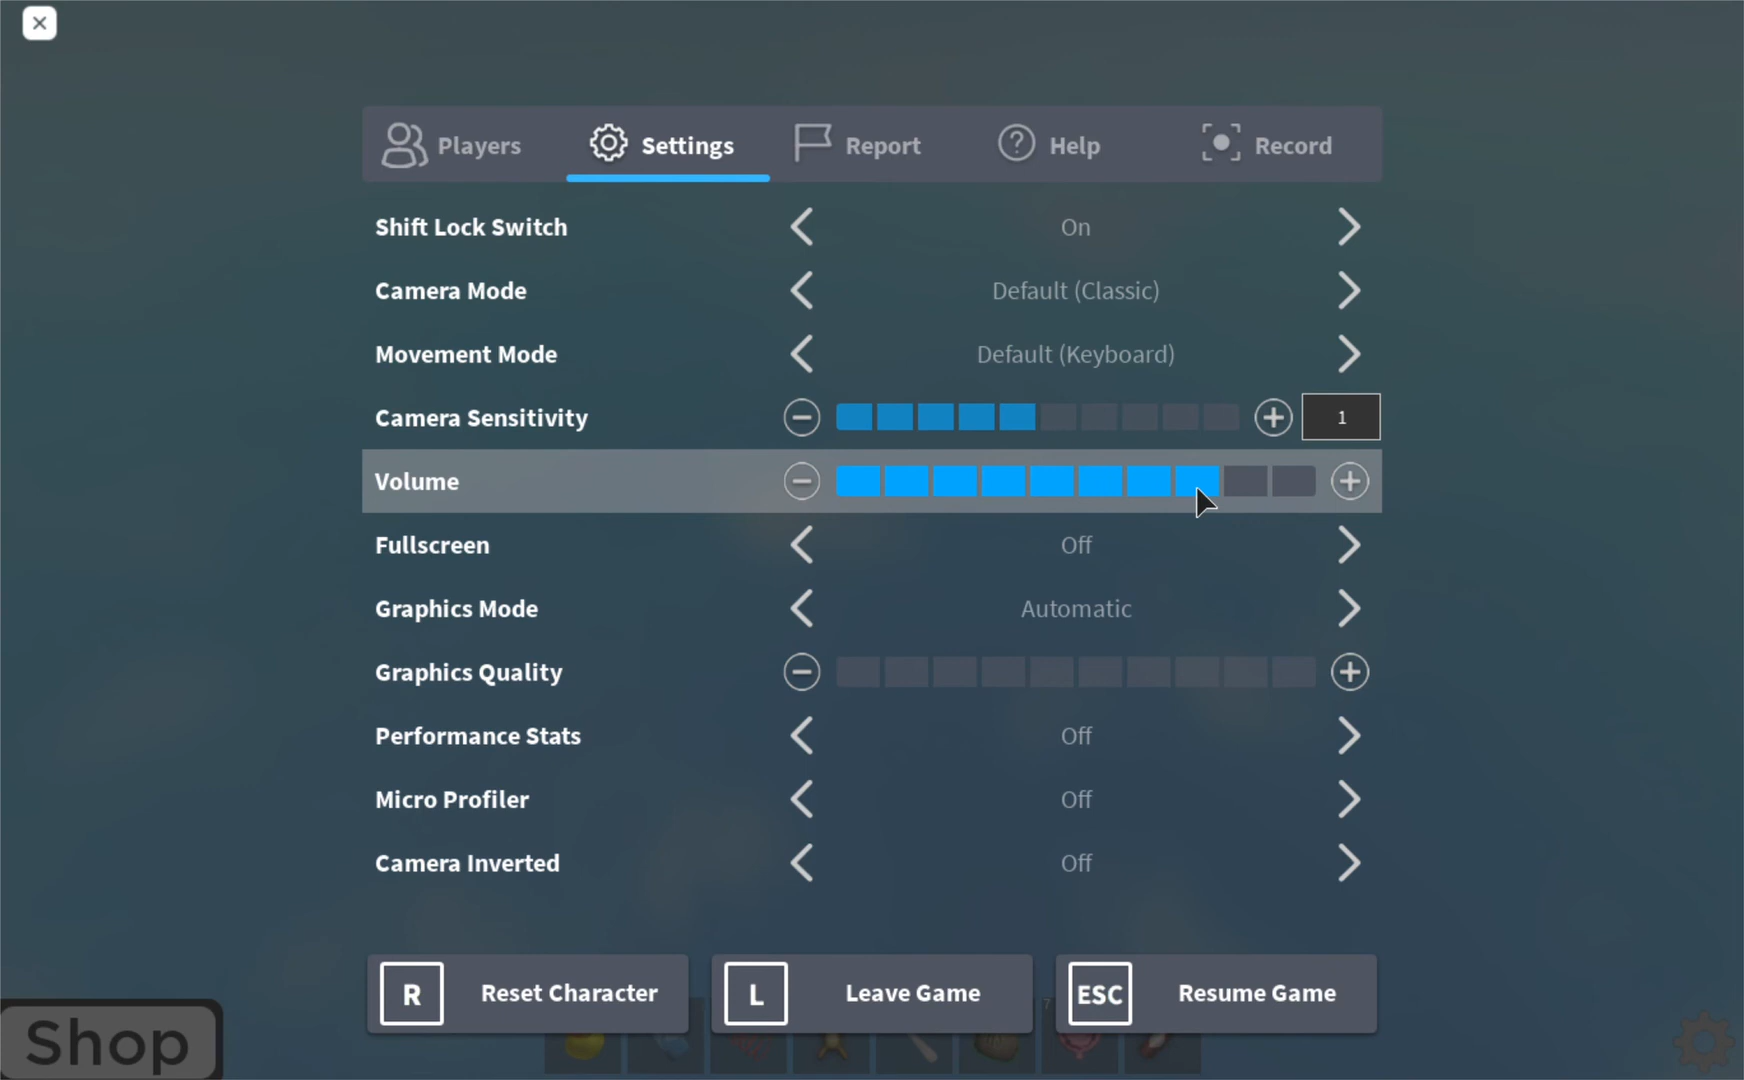 Players Settings Report Help Record
Shift Lock Switch On
Camera Mode Default (Classic)
Movement Mode Default (Keyboard)
Camera Sensitivity 1
Volume
Fullscreen Off
Graphics Mode Automatic
Graphics Quality
Performance Stats Off
Micro Profiler Off
Camera Inverted Off
R Reset Character L Leave Game ESC Resume Game
7
Shop